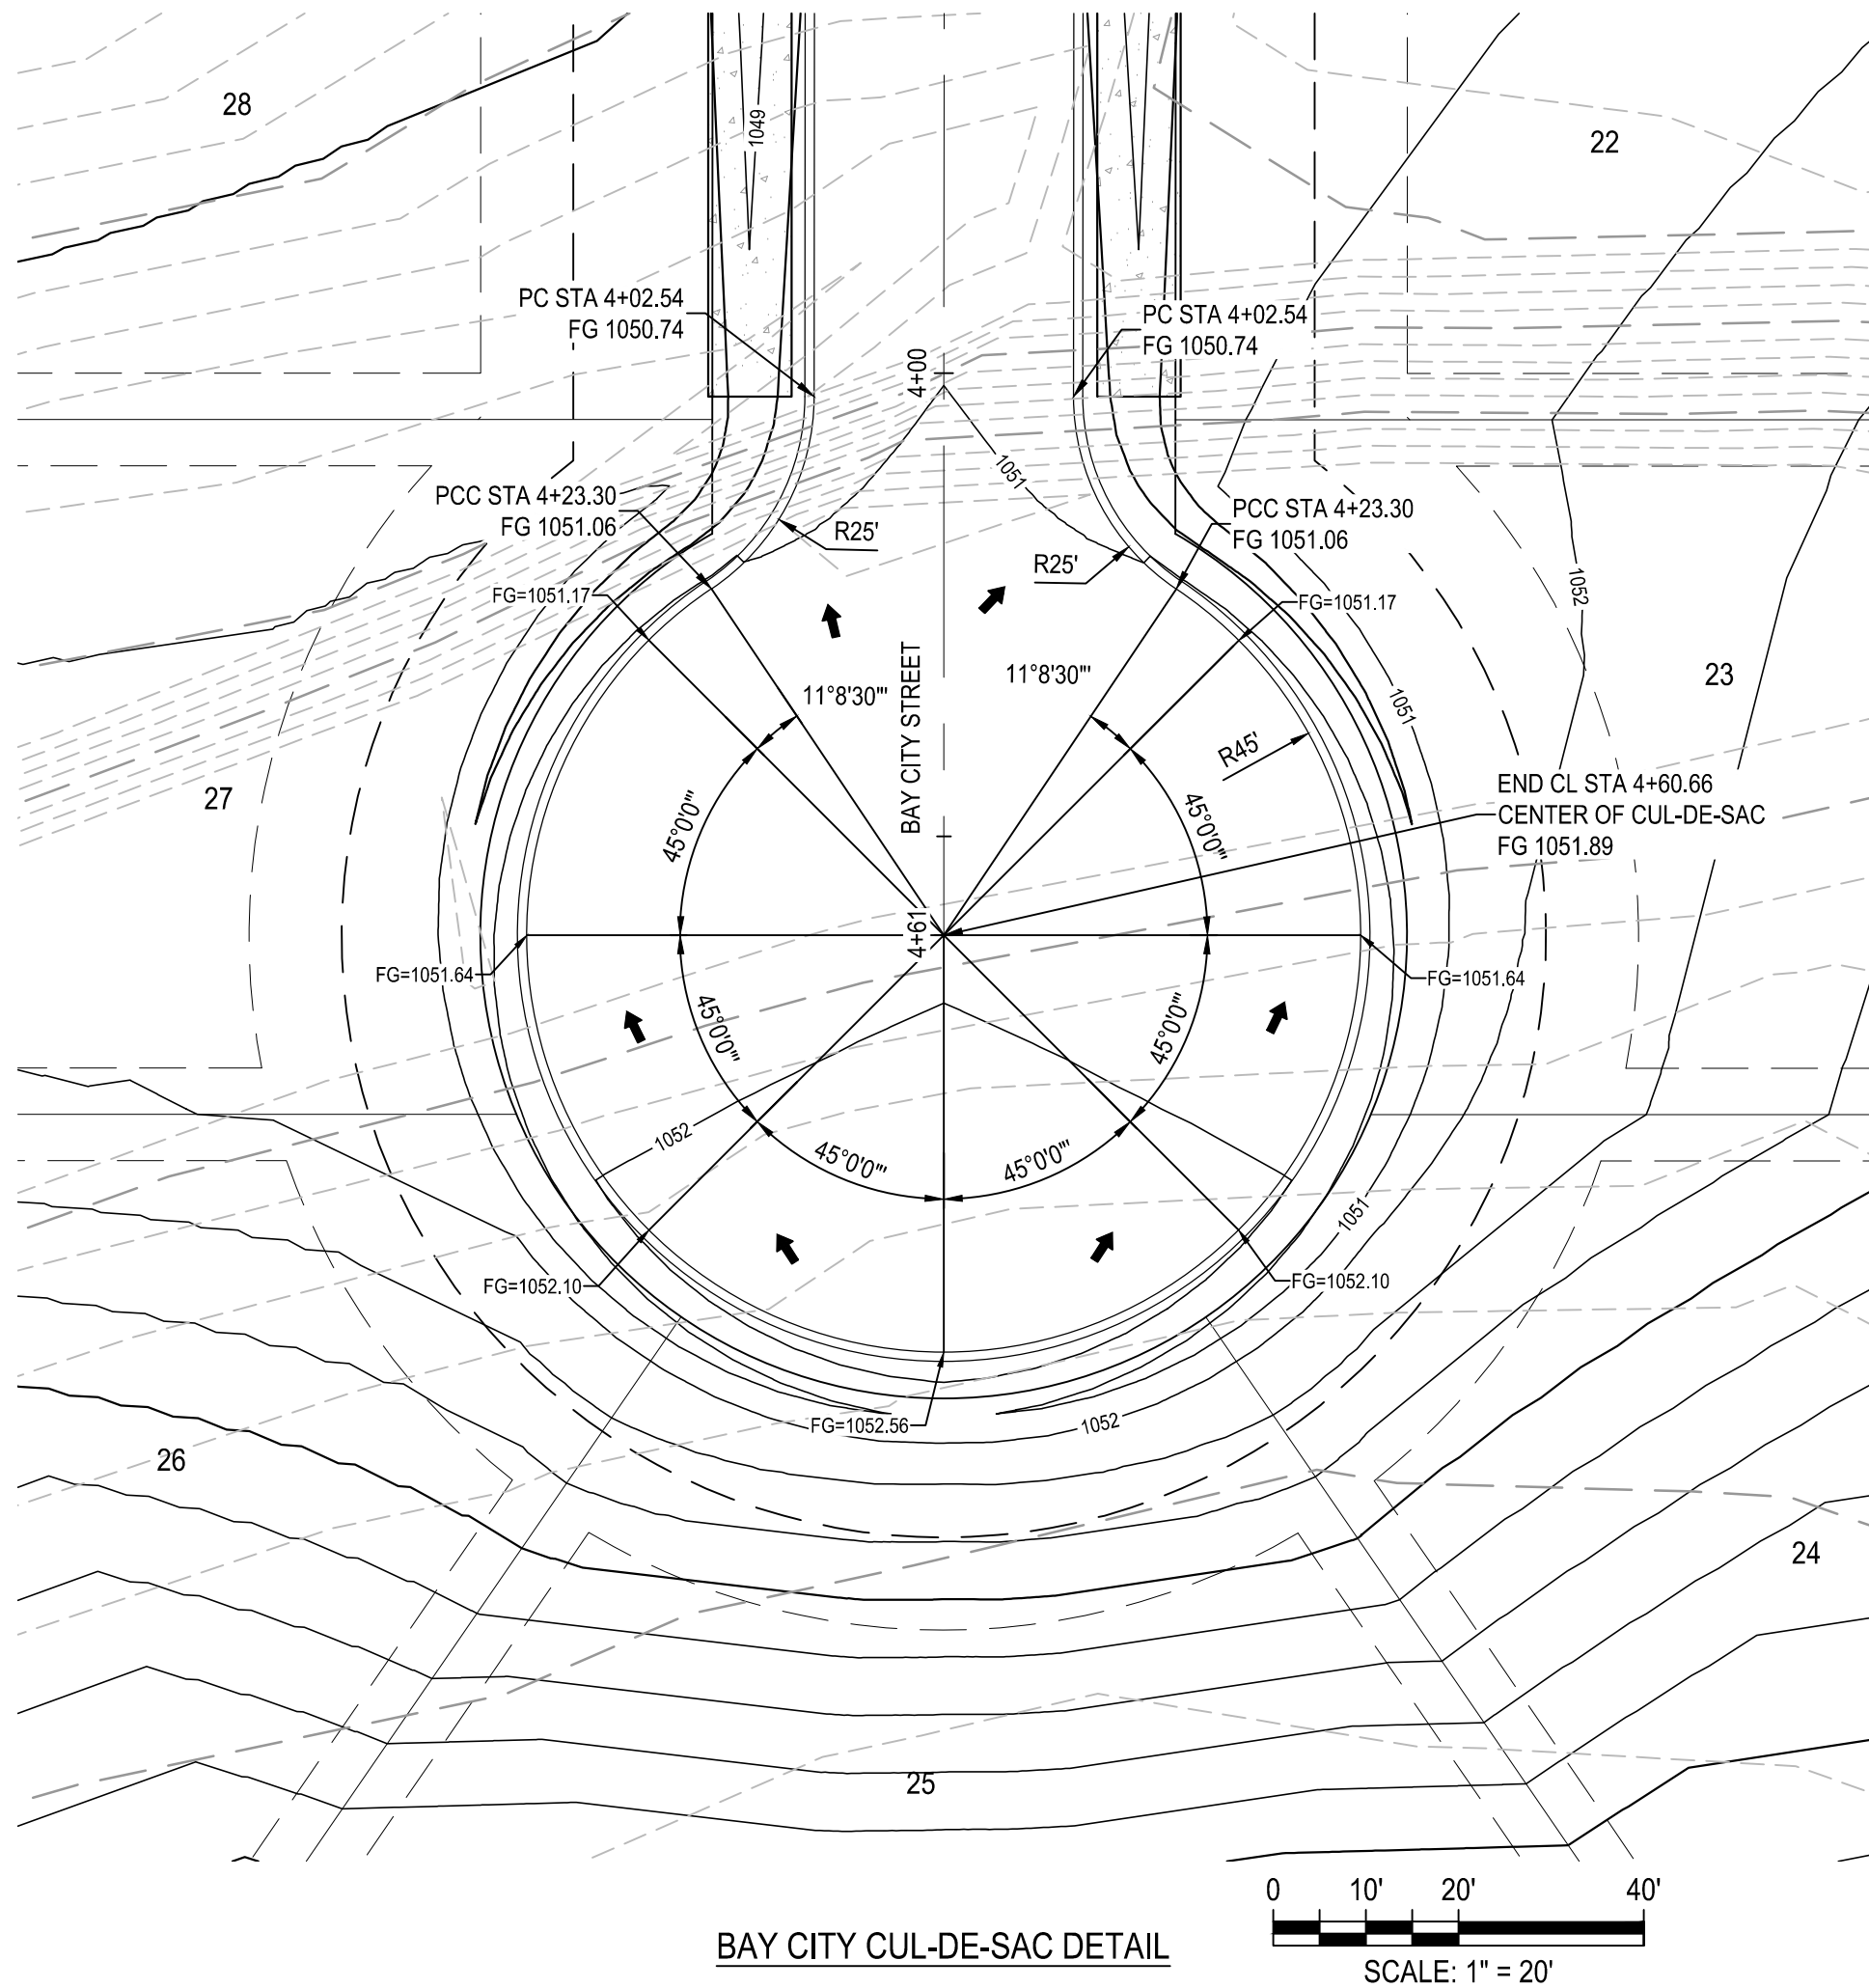 28
22
1049
PC STA 4+02.54
FG 1050.74
PC STA 4+02.54
FG 1050.74
4+00
1051
PCC STA 4+23.30
FG 1051.06
PCC STA 4+23.30
FG 1051.06
R25'
R25'
FG=1051.17
FG=1051.17
1052
23
11°8'30"'
11°8'30"'
BAY CITY STREET
1051
R45'
27
45°0'0"'
45°0'0"'
END CL STA 4+60.66
CENTER OF CUL-DE-SAC
FG 1051.89
4+61
FG=1051.64
FG=1051.64
45°0'0"'
45°0'0"'
1052
45°0'0"'
45°0'0"'
1051
FG=1052.10
FG=1052.10
FG=1052.56
1052
26
24
25
0 10' 20' 40'
BAY CITY CUL-DE-SAC DETAIL
SCALE: 1" = 20'